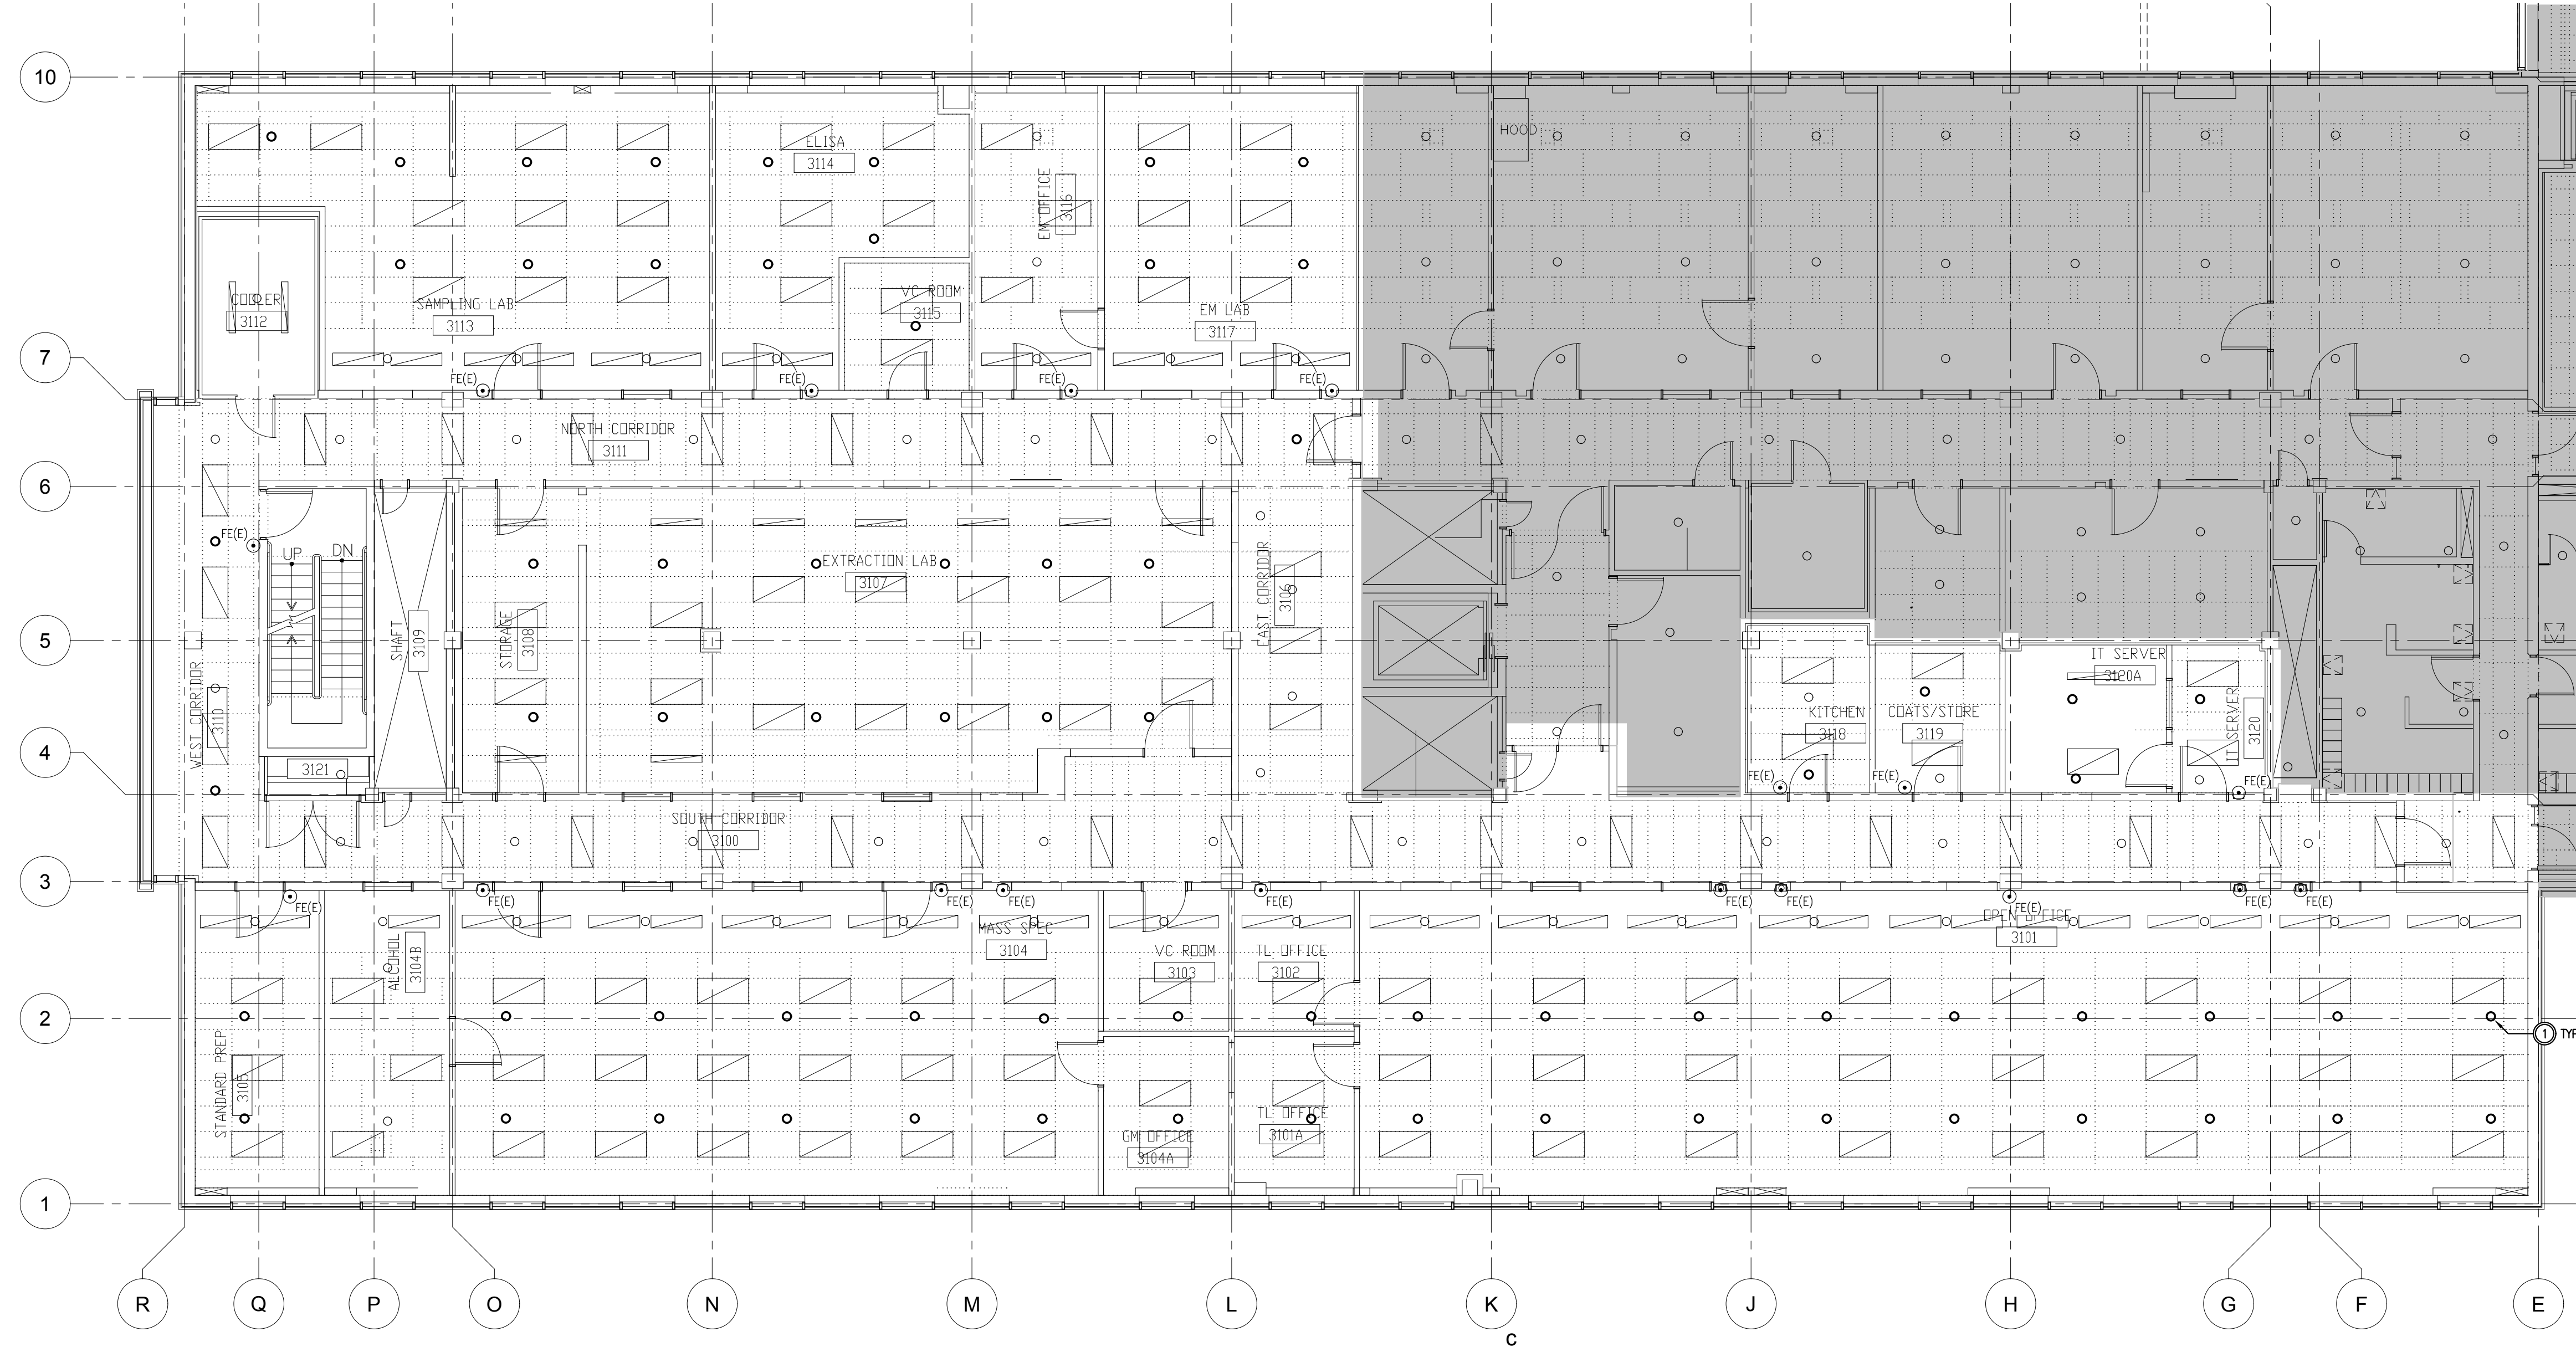 10
HOOD
ELISA
3114
EM OFFICE
3116
COOLER
3112
SAMPLING LAB
3113
VC ROOM
3115
EM LAB
3117
7
FE(E)
FE(E)
FE(E)
FE(E)
NORTH CORRIDOR
3111
6
FE(E)
UP
DN
EXTRACTION LAB
3107
EAST CORRIDOR
3106
SHAFT
3109
STORAGE
3108
5
WEST CORRIDOR
3110
IT SERVER
3120A
IT SERVER
3120
KITCHEN
3118
COATS/STORE
3119
4
3121
FE(E)
FE(E)
FE(E)
SOUTH CORRIDOR
3100
3
FE(E)
FE(E)
FE(E)
FE(E)
FE(E)
FE(E)
FE(E)
FE(E)
FE(E)
FE(E)
MASS SPEC
3104
OPEN OFFICE
3101
ALCOHOL
3104B
VC ROOM
3103
TL OFFICE
3102
2
1
TYP
STANDARD PREP
3105
TL OFFICE
3101A
GM OFFICE
3104A
1
R
Q
P
O
N
M
L
K
J
H
G
F
E
C